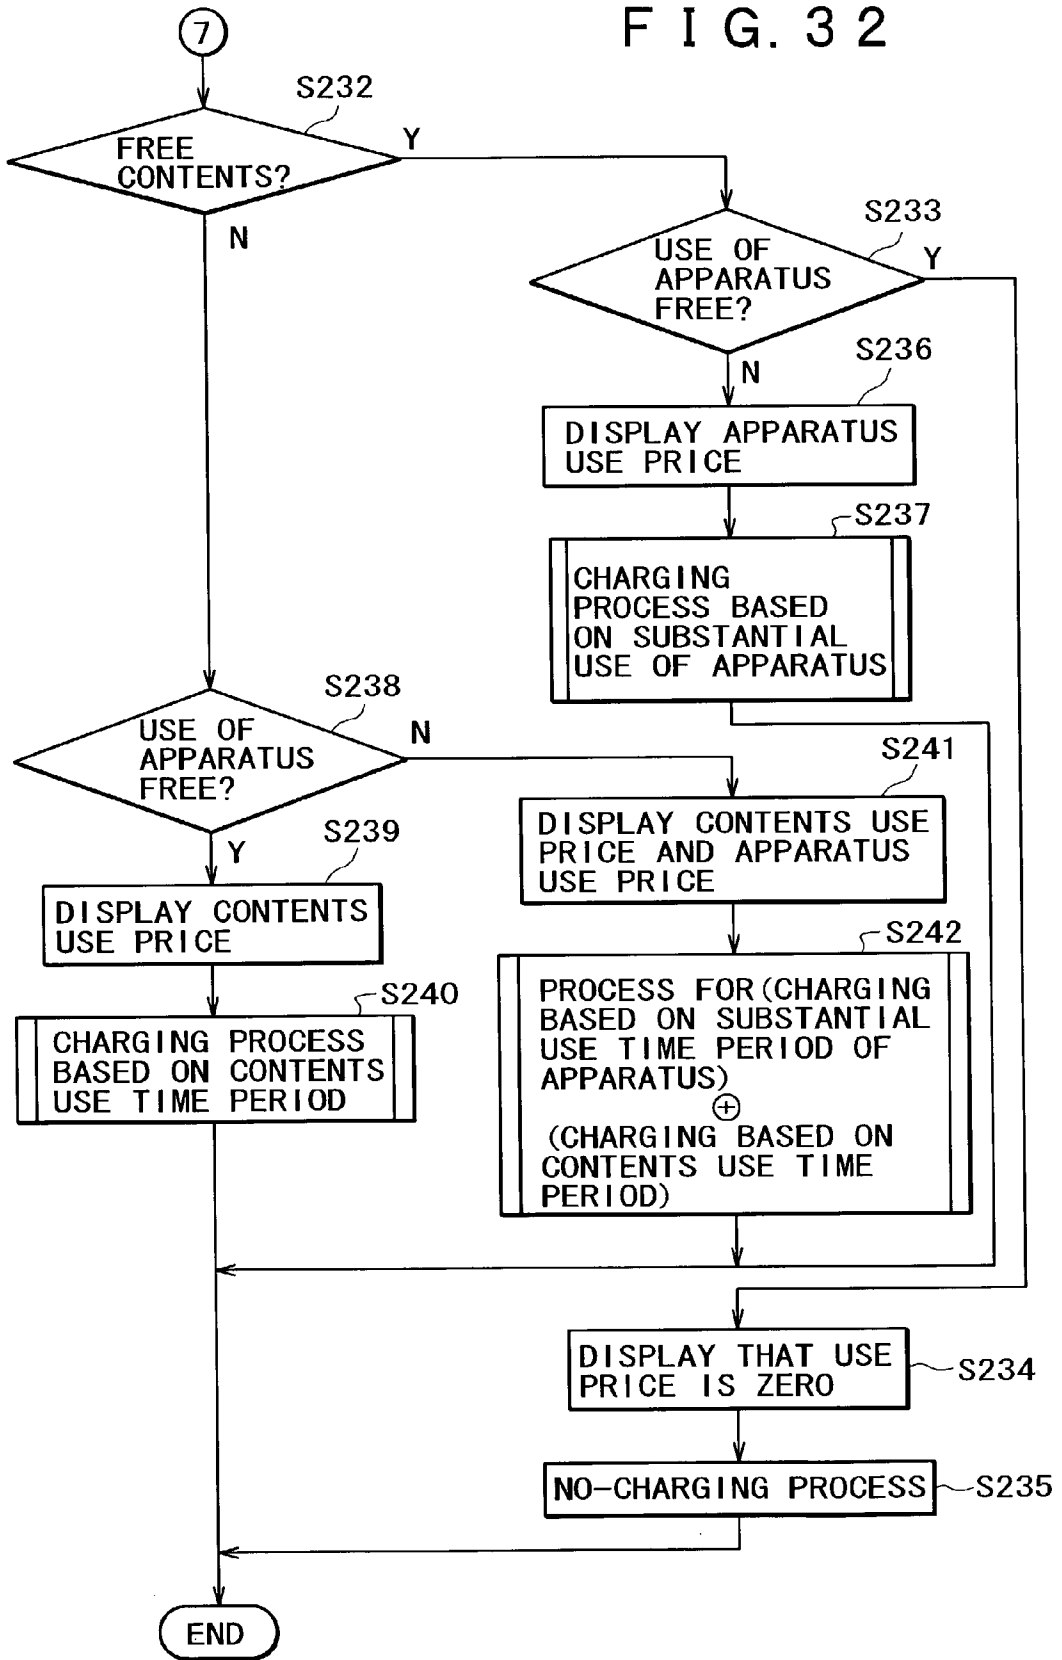 FIG. 32
7
S232
FREE
CONTENTS?
Y
N
S233
USE OF
APPARATUS
FREE?
Y
N
S236
DISPLAY APPARATUS
USE PRICE
S237
CHARGING
PROCESS BASED
ON SUBSTANTIAL
USE OF APPARATUS
S238
USE OF
APPARATUS
FREE?
N
Y
S239
DISPLAY CONTENTS
USE PRICE
S240
CHARGING PROCESS
BASED ON CONTENTS
USE TIME PERIOD
S241
DISPLAY CONTENTS USE
PRICE AND APPARATUS
USE PRICE
S242
PROCESS FOR (CHARGING
BASED ON SUBSTANTIAL
USE TIME PERIOD OF
APPARATUS)
⊕
(CHARGING BASED ON
CONTENTS USE TIME
PERIOD)
DISPLAY THAT USE
PRICE IS ZERO
S234
NO-CHARGING PROCESS
S235
END